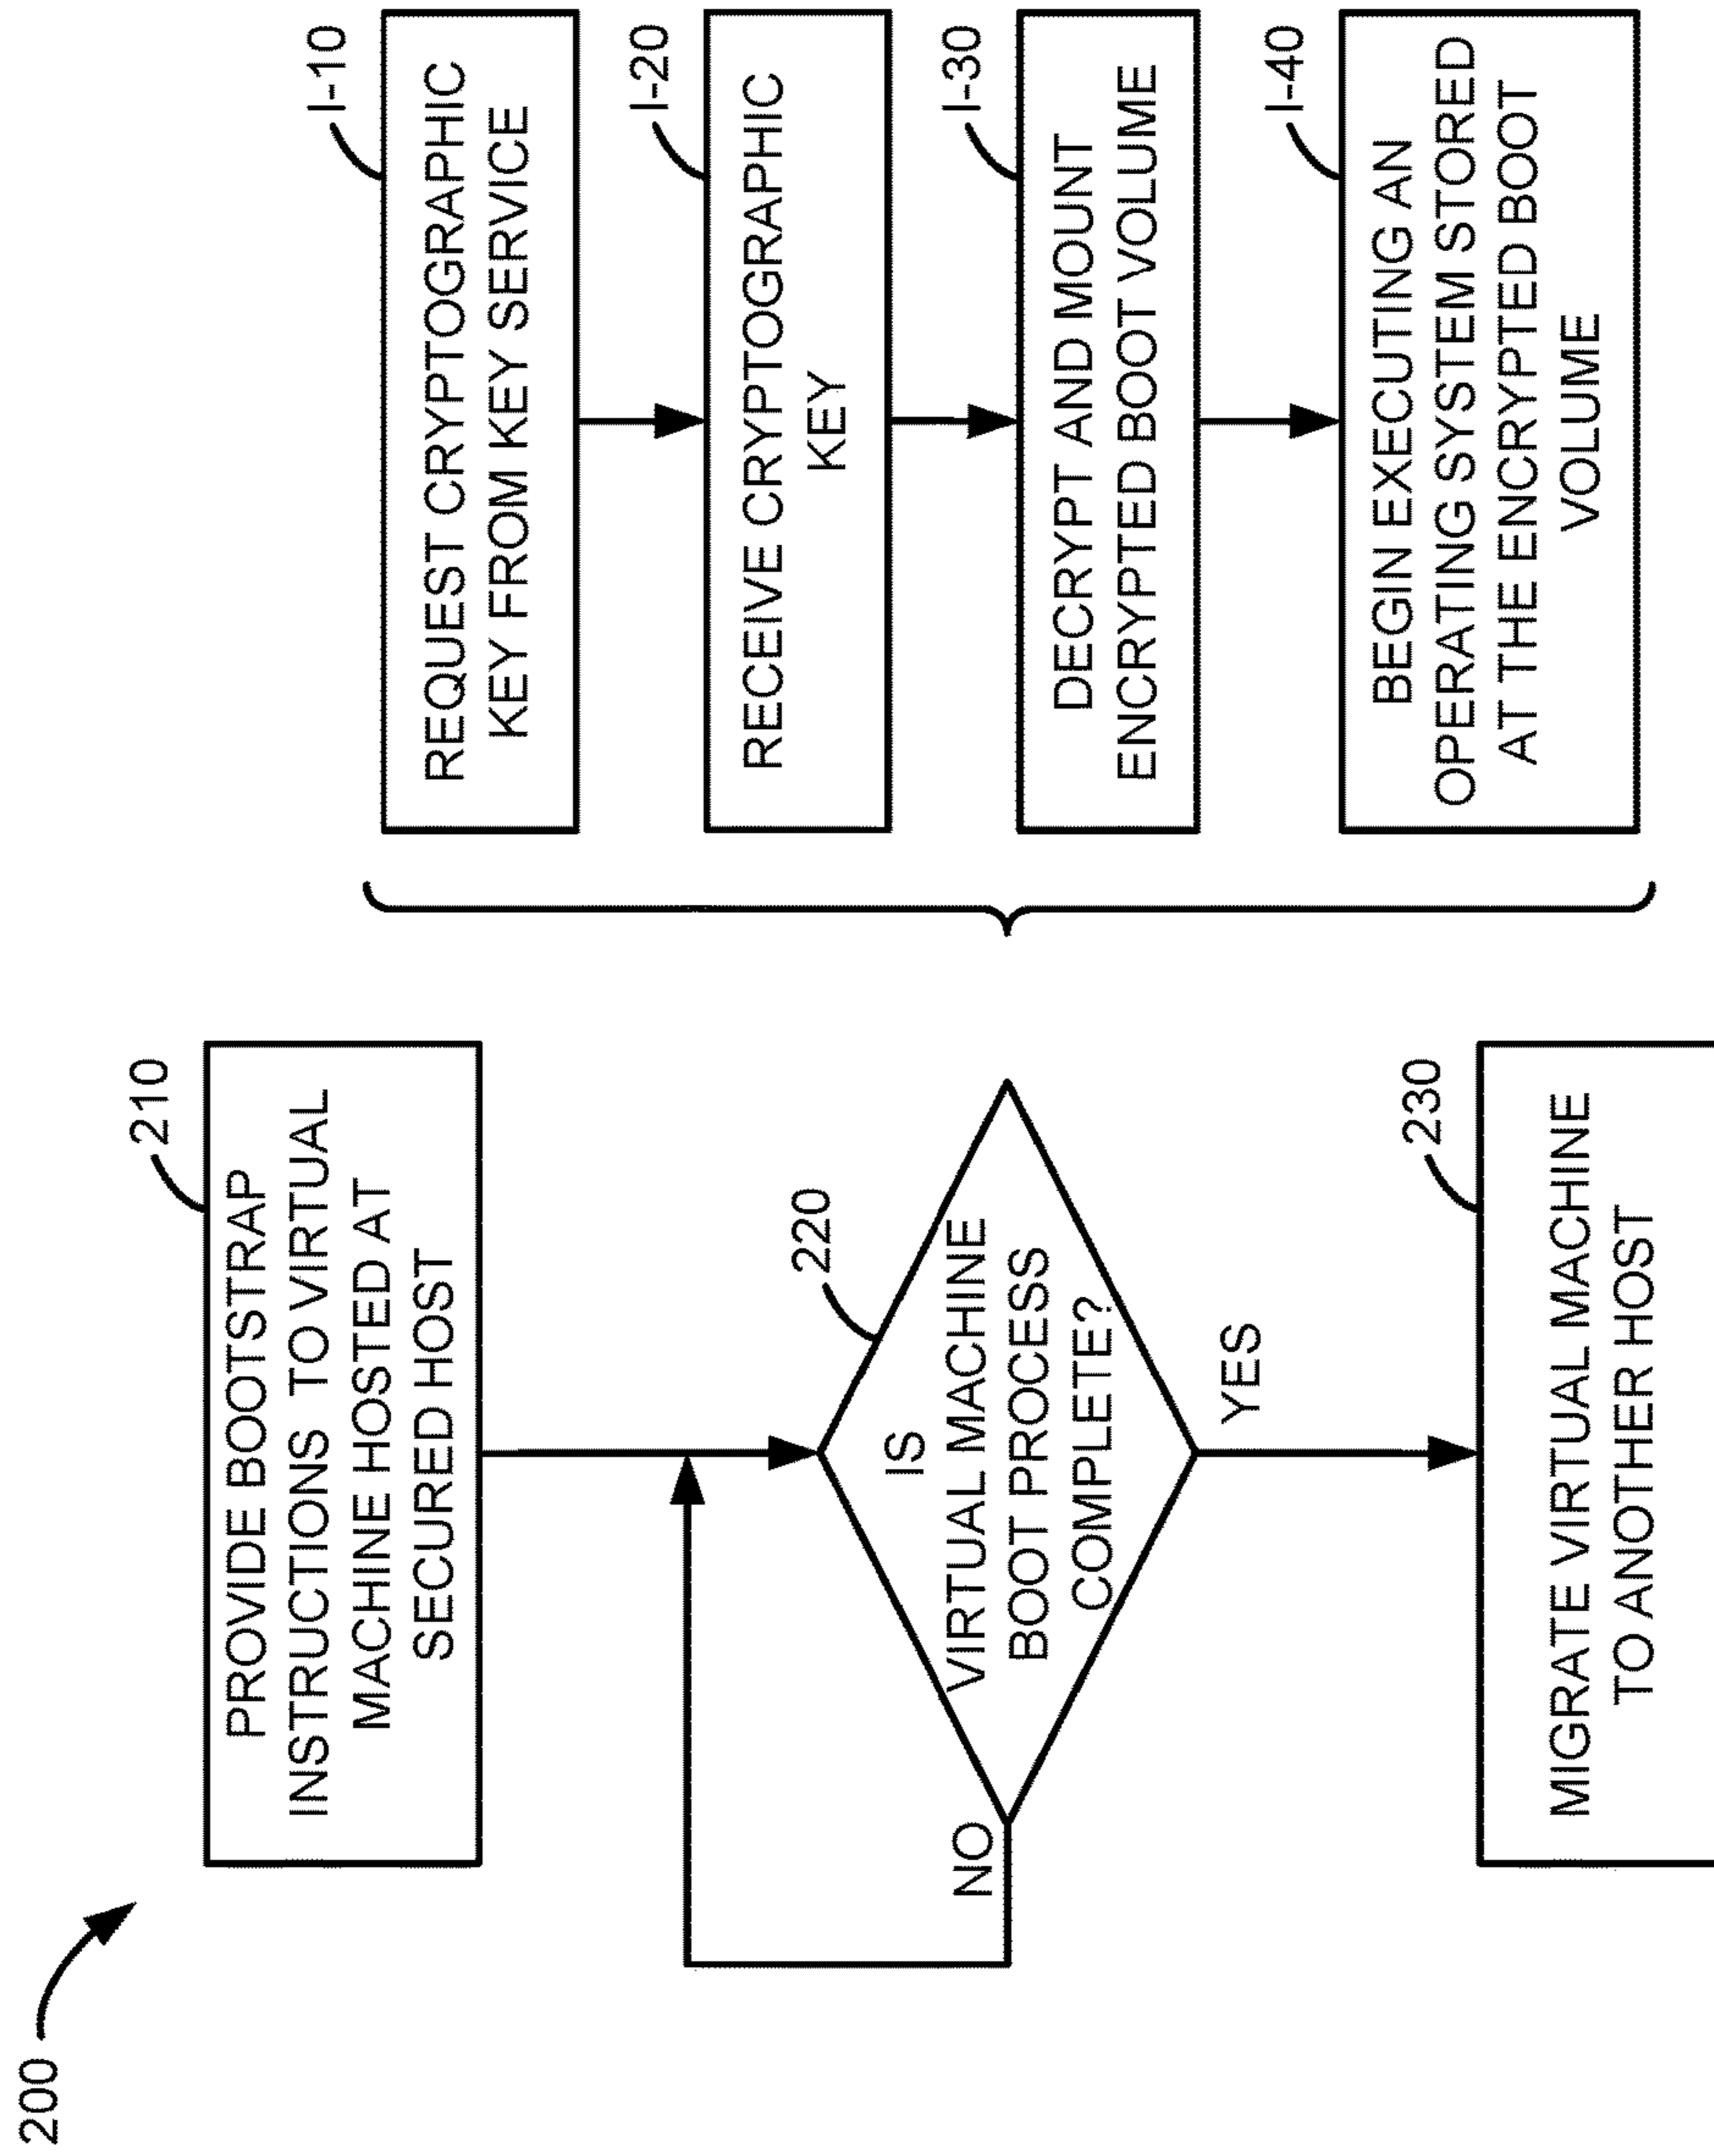 200
210
PROVIDE BOOTSTRAP
INSTRUCTIONS TO VIRTUAL
MACHINE HOSTED AT
SECURED HOST
220
IS
VIRTUAL MACHINE
BOOT PROCESS
COMPLETE?
NO
YES
230
MIGRATE VIRTUAL MACHINE
TO ANOTHER HOST
I-10
REQUEST CRYPTOGRAPHIC
KEY FROM KEY SERVICE
I-20
RECEIVE CRYPTOGRAPHIC
KEY
I-30
DECRYPT AND MOUNT
ENCRYPTED BOOT VOLUME
I-40
BEGIN EXECUTING AN
OPERATING SYSTEM STORED
AT THE ENCRYPTED BOOT
VOLUME